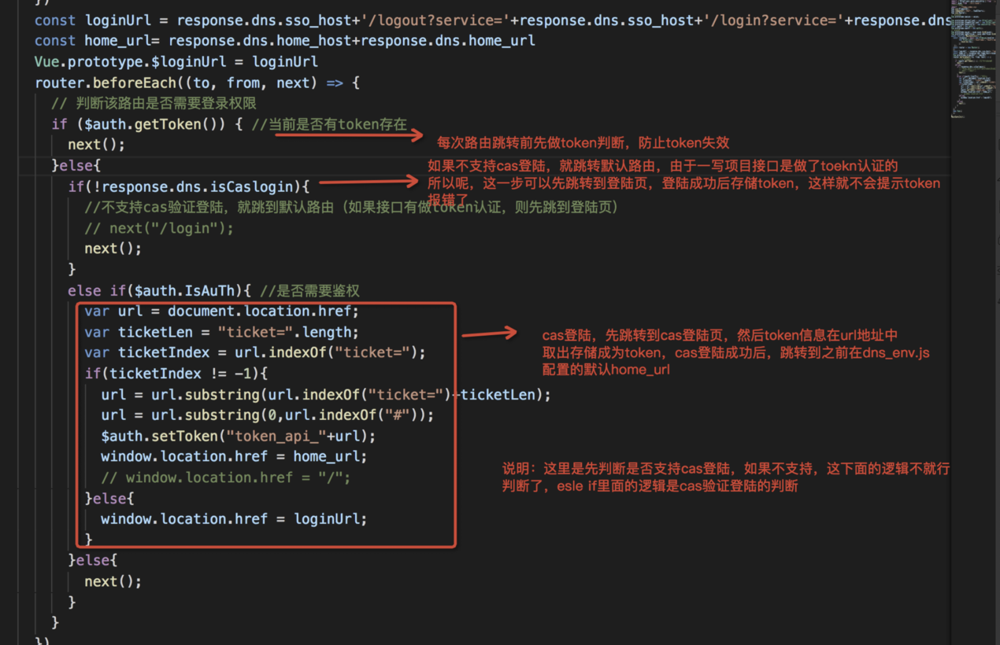 })
const loginUrl = response.dns.sso_host+'/logout?service='+response.dns.sso_host+'/login?service='+response.dns
const home_url= response.dns.home_host+response.dns.home_url
Vue.prototype.$loginUrl = loginUrl
router.beforeEach((to, from, next) => {
// 判断该路由是否需要登录权限
if ($auth.getToken()) { //当前是否有token存在
next();
每次路由跳转前先做token判断，防止token失效
}else{
如果不支持cas登陆，就跳转默认路由，由于一写项目接口是做了toekn认证的
所以呢，这一步可以先跳转到登陆页，登陆成功后存储token，这样就不会提示token
报错了
if(!response.dns.isCaslogin){
//不支持cas验证登陆，就跳到默认路由（如果接口有做token认证，则先跳到登陆页）
// next("/login");
next();
}
else if($auth.IsAuTh){ //是否需要鉴权
var url = document.location.href;
var ticketLen = "ticket=".length;
var ticketIndex = url.indexOf("ticket=");
if(ticketIndex != -1){
cas登陆，先跳转到cas登陆页，然后token信息在url地址中
取出存储成为token，cas登陆成功后，跳转到之前在dns_env.js
配置的默认home_url
url = url.substring(url.indexOf("ticket=")+ticketLen);
url = url.substring(0,url.indexOf("#"));
$auth.setToken("token_api_"+url);
window.location.href = home_url;
// window.location.href = "/";
说明：这里是先判断是否支持cas登陆，如果不支持，这下面的逻辑不就行
判断了，esle if里面的逻辑是cas验证登陆的判断
}else{
window.location.href = loginUrl;
}
}else{
next();
}
}
})